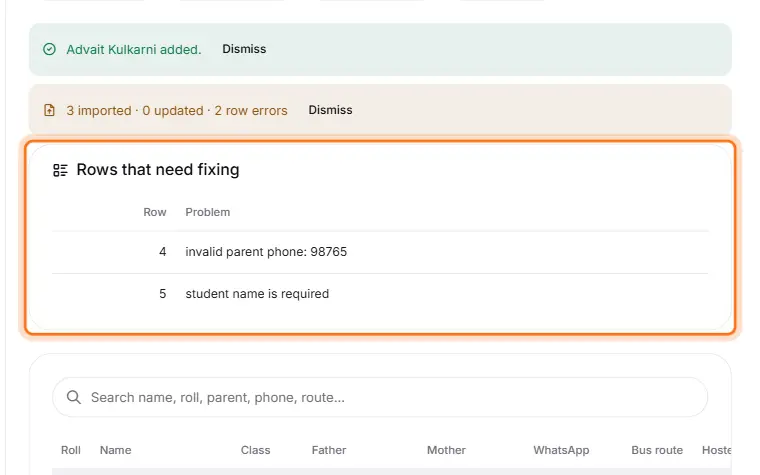 Advait Kulkarni added. Dismiss
3 imported · 0 updated · 2 row errors Dismiss
Rows that need fixing
Row Problem
4 invalid parent phone: 98765
5 student name is required
Search name, roll, parent, phone, route...
Roll Name Class Father Mother WhatsApp Bus route Hoste